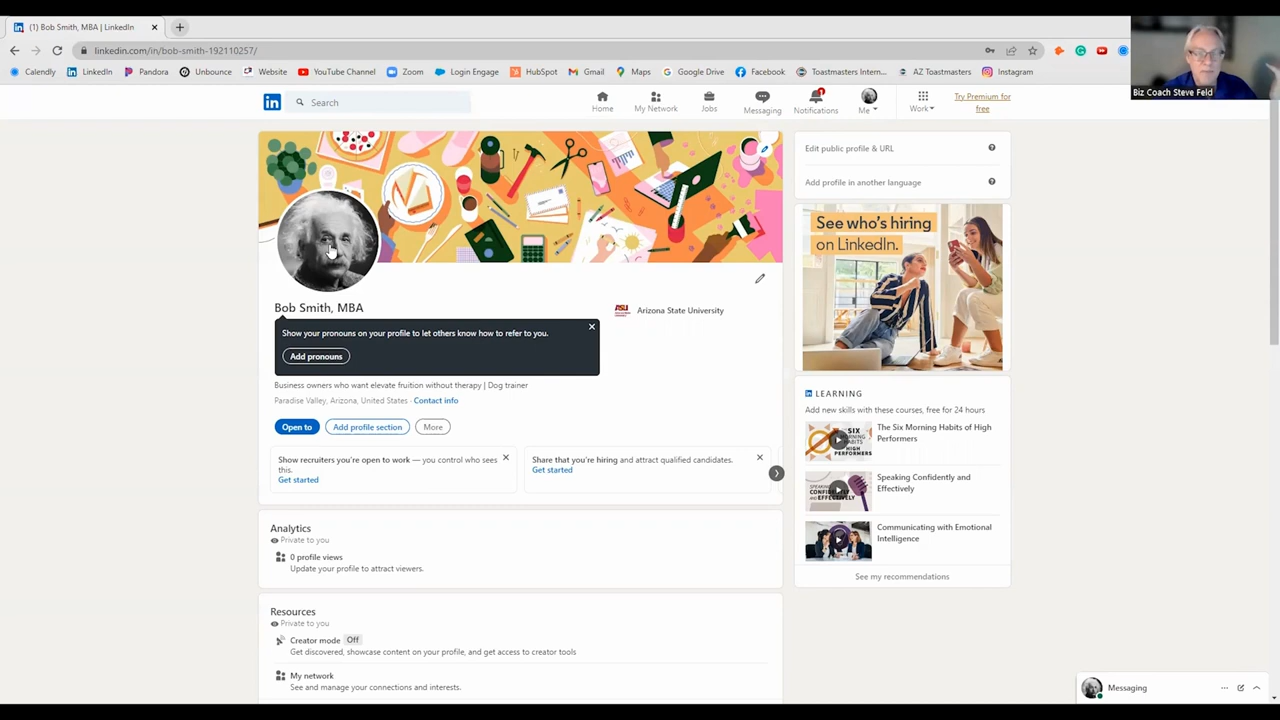 (1) Bob Smith, MBA | LinkedIn
linkedin.com/in/bob-smith-192110257/
Calendly LinkedIn Pandora Unbounce Website YouTube Channel Zoom Login Engage HubSpot Gmail Maps Google Drive Facebook Toastmasters Intern... AZ Toastmasters Instagram
Biz Coach Steve Feld
in Search
Home My Network Jobs Messaging Notifications Me Work
Try Premium for
free
Edit public profile & URL
Add profile in another language
See who's hiring
on LinkedIn.
Bob Smith, MBA
ASU Arizona State University
Show your pronouns on your profile to let others know how to refer to you.
Add pronouns
Business owners who want elevate fruition without therapy | Dog trainer
Paradise Valley, Arizona, United States · Contact info
Open to Add profile section More
Show recruiters you're open to work — you control who sees
this.
Get started
Share that you're hiring and attract qualified candidates.
Get started
Analytics
Private to you
0 profile views
Update your profile to attract viewers.
Resources
Private to you
Creator mode Off
Get discovered, showcase content on your profile, and get access to creator tools
My network
See and manage your connections and interests.
in LEARNING
Add new skills with these courses, free for 24 hours
The Six Morning Habits of High
Performers
Speaking Confidently and
Effectively
Communicating with Emotional
Intelligence
See my recommendations
Messaging